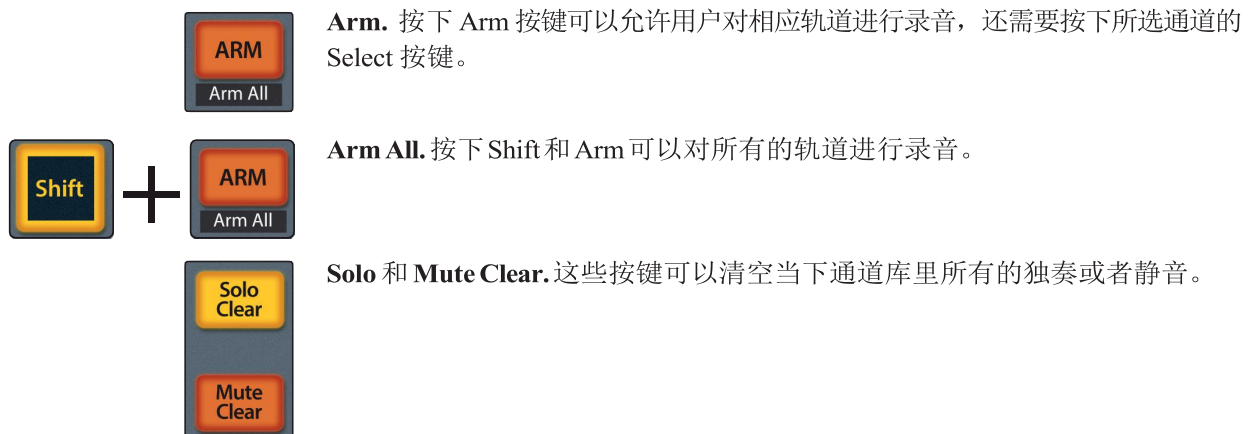 ARM
Arm All
Arm. 按下 Arm 按键可以允许用户对相应轨道进行录音，还需要按下所选通道的
Select 按键。
Shift
ARM
Arm All
Arm All. 按下 Shift 和 Arm 可以对所有的轨道进行录音。
Solo
Clear
Solo 和 Mute Clear. 这些按键可以清空当下通道库里所有的独奏或者静音。
Mute
Clear